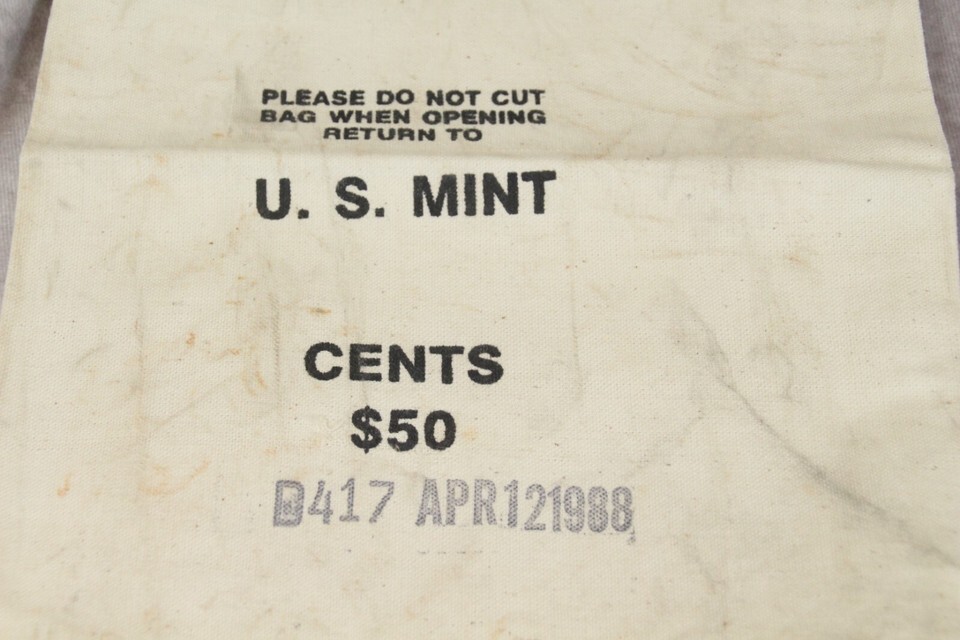 PLEASE DO NOT CUT
BAG WHEN OPENING
RETURN TO
U. S. MINT
CENTS
$50
D417 APR121988